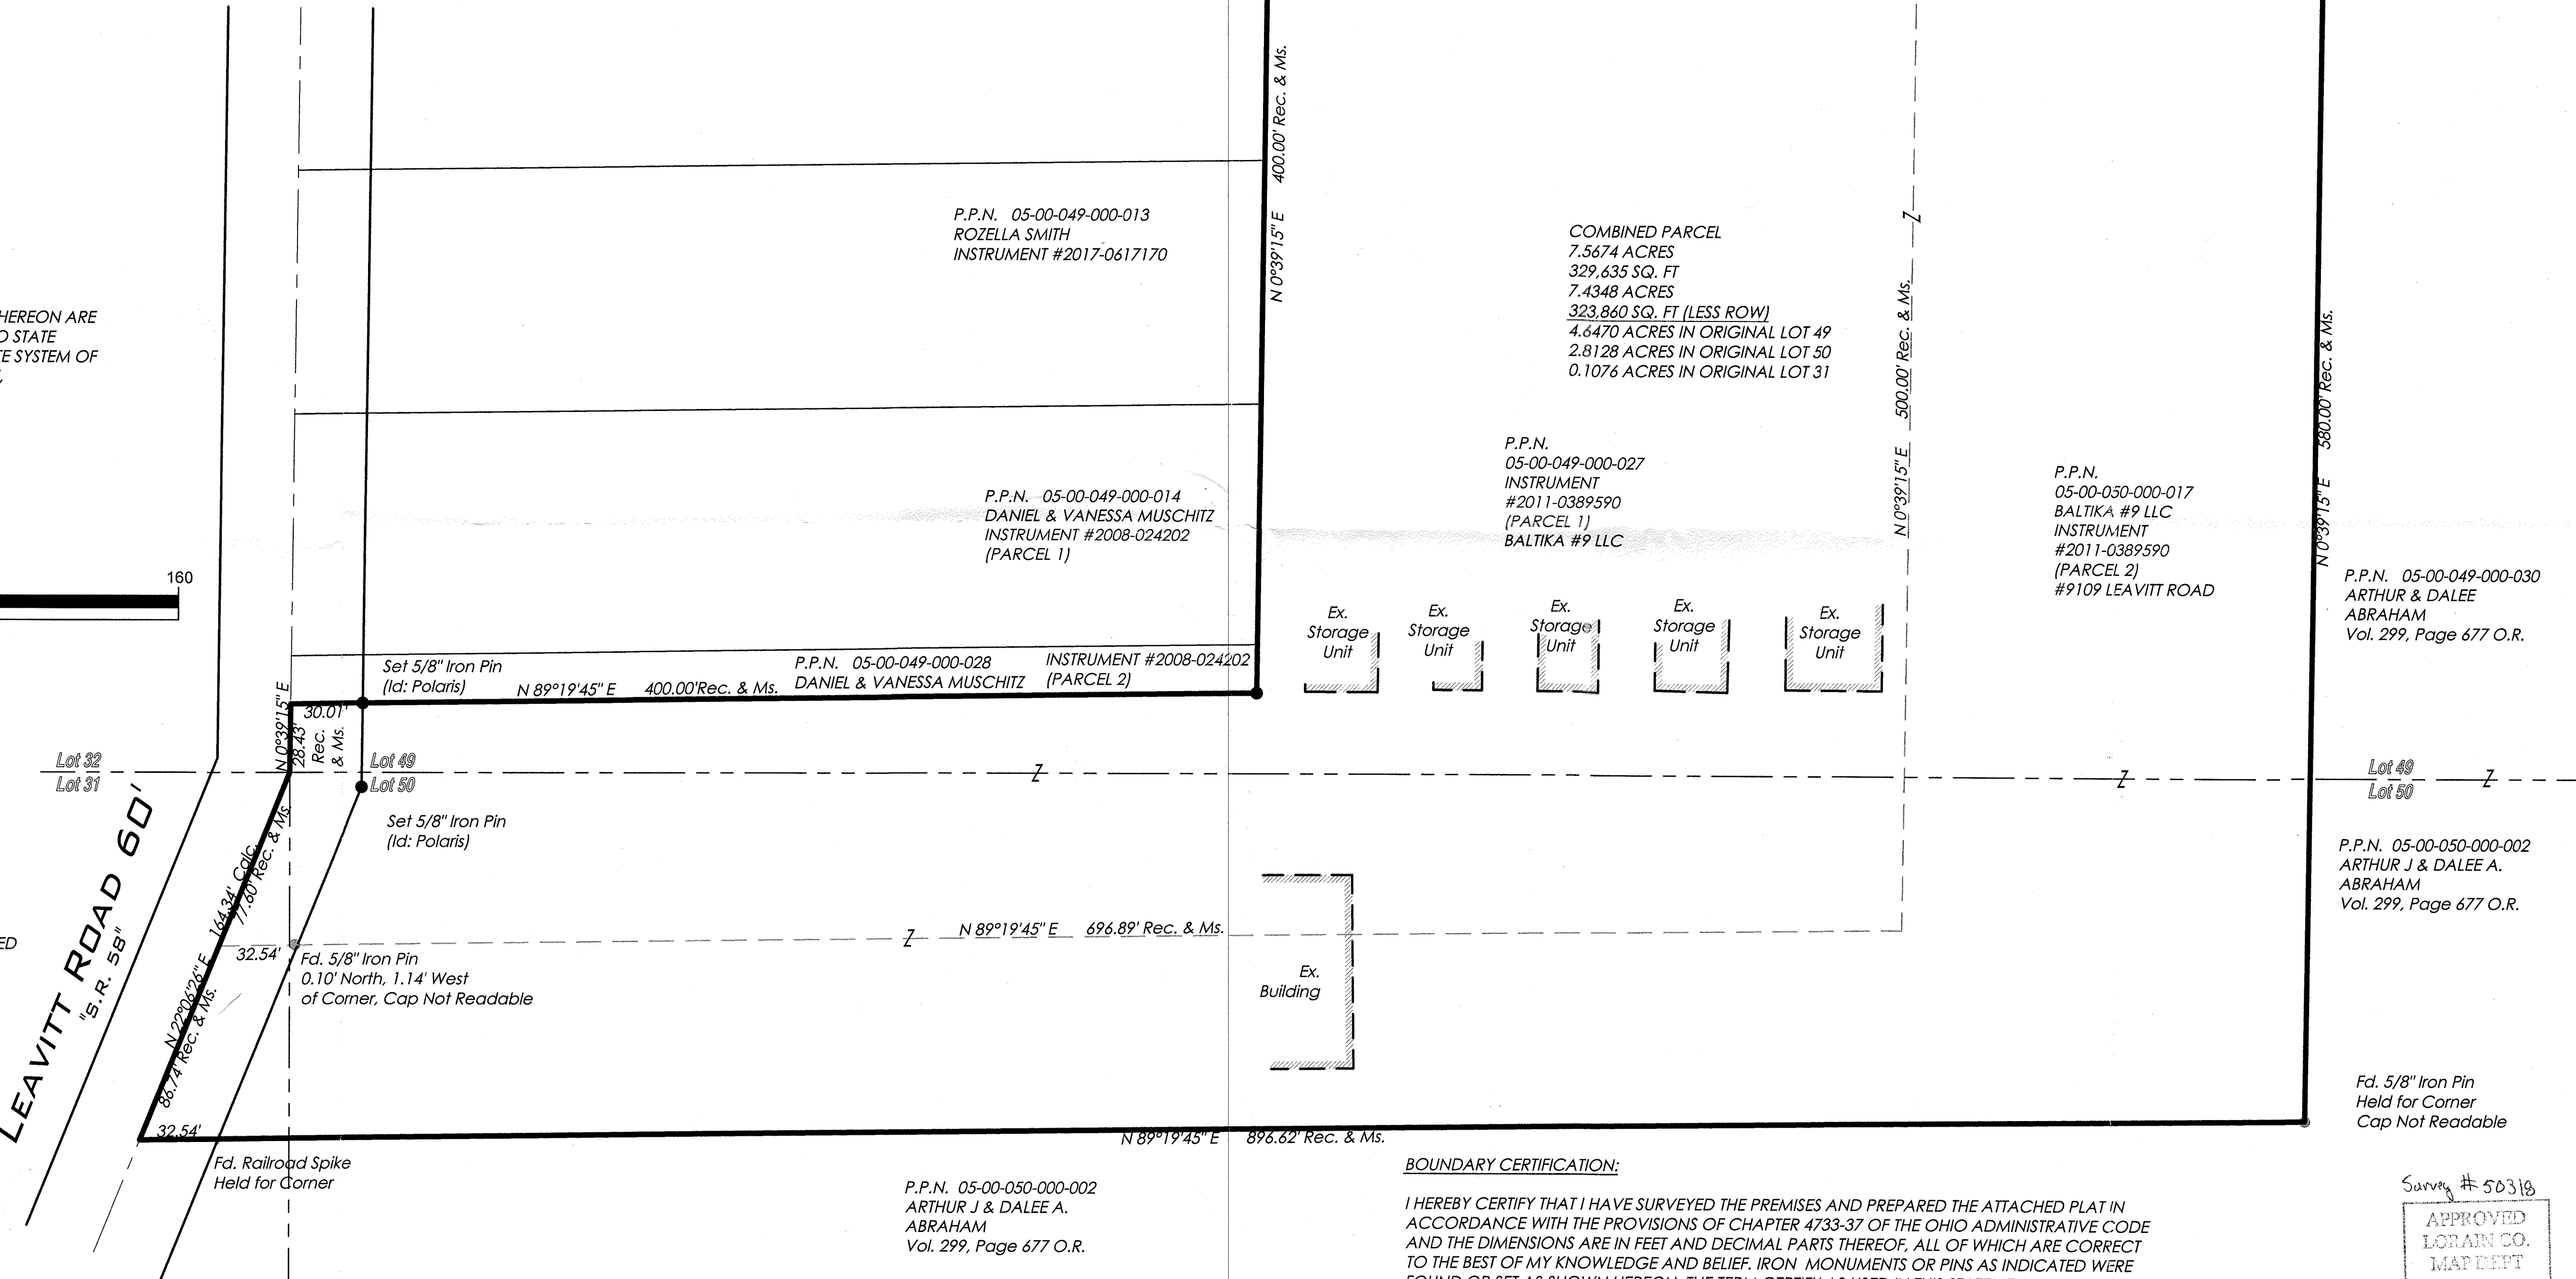 HEREON ARE
O STATE
TE SYSTEM OF
160
ED
LEAVITT ROAD 60'
"S.R. 58"
P.P.N. 05-00-049-000-013
ROZELLA SMITH
INSTRUMENT #2017-0617170
N 0°39'15" E 400.00' Rec. & Ms.
COMBINED PARCEL
7.5674 ACRES
329,635 SQ. FT
7.4348 ACRES
323,860 SQ. FT (LESS ROW)
4.6470 ACRES IN ORIGINAL LOT 49
2.8128 ACRES IN ORIGINAL LOT 50
0.1076 ACRES IN ORIGINAL LOT 31
P.P.N.
05-00-049-000-027
INSTRUMENT
#2011-0389590
(PARCEL 1)
BALTIKA #9 LLC
N 0°39'15" E 500.00' Rec. & Ms.
P.P.N.
05-00-050-000-017
BALTIKA #9 LLC
INSTRUMENT
#2011-0389590
(PARCEL 2)
#9109 LEAVITT ROAD
N 0°39'15" E 580.00' Rec. & Ms.
P.P.N. 05-00-049-000-030
ARTHUR & DALEE
ABRAHAM
Vol. 299, Page 677 O.R.
P.P.N. 05-00-049-000-014
DANIEL & VANESSA MUSCHITZ
INSTRUMENT #2008-024202
(PARCEL 1)
Ex.
Storage
Unit
Ex.
Storage
Unit
Ex.
Storage
Unit
Ex.
Storage
Unit
Ex.
Storage
Unit
Set 5/8" Iron Pin
(Id: Polaris)
N 89°19'45" E 400.00'Rec. & Ms.
P.P.N. 05-00-049-000-028
DANIEL & VANESSA MUSCHITZ
INSTRUMENT #2008-024202
(PARCEL 2)
30.01'
N 0°39'15" E
28.43'
Rec.
& Ms.
Lot 32
Lot 31
Lot 49
Lot 50
Z
Z
Z
Z
Z
Lot 49
Lot 50
Set 5/8" Iron Pin
(Id: Polaris)
N 22°06'26" E 164.34' Calc.
77.60' Rec. & Ms.
86.74' Rec. & Ms.
32.54'
Fd. 5/8" Iron Pin
0.10' North, 1.14' West
of Corner, Cap Not Readable
N 89°19'45" E 696.89' Rec. & Ms.
Ex.
Building
P.P.N. 05-00-050-000-002
ARTHUR J & DALEE A.
ABRAHAM
Vol. 299, Page 677 O.R.
Fd. 5/8" Iron Pin
Held for Corner
Cap Not Readable
32.54'
N 89°19'45" E 896.62' Rec. & Ms.
Fd. Railroad Spike
Held for Corner
P.P.N. 05-00-050-000-002
ARTHUR J & DALEE A.
ABRAHAM
Vol. 299, Page 677 O.R.
BOUNDARY CERTIFICATION:
I HEREBY CERTIFY THAT I HAVE SURVEYED THE PREMISES AND PREPARED THE ATTACHED PLAT IN
ACCORDANCE WITH THE PROVISIONS OF CHAPTER 4733-37 OF THE OHIO ADMINISTRATIVE CODE
AND THE DIMENSIONS ARE IN FEET AND DECIMAL PARTS THEREOF, ALL OF WHICH ARE CORRECT
TO THE BEST OF MY KNOWLEDGE AND BELIEF. IRON MONUMENTS OR PINS AS INDICATED WERE
Survey # 50318
APPROVED
LORAIN CO.
MAP DEPT